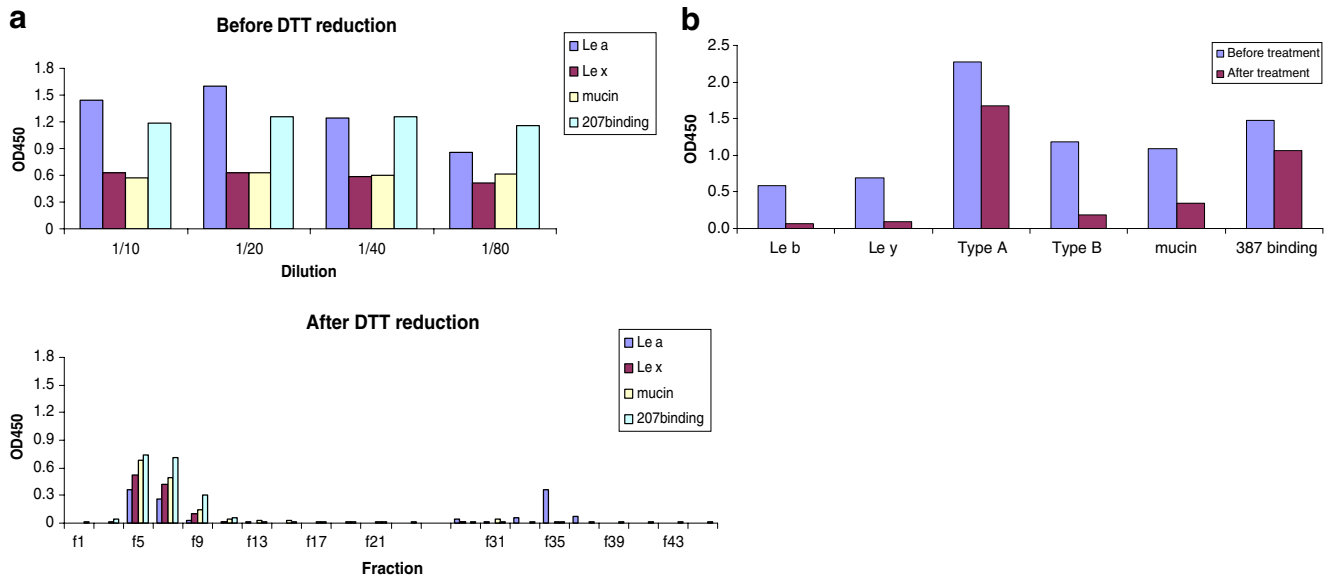 a
Before DTT reduction
Le a
Le x
mucin
207binding
1.8
1.5
1.2
0.9
0.6
0.3
0
OD450
1/10 1/20 1/40 1/80
Dilution
After DTT reduction
Le a
Le x
mucin
207binding
1.8
1.5
1.2
0.9
0.6
0.3
0
OD450
f1 f5 f9 f13 f17 f21 f31 f35 f39 f43
Fraction
b
Before treatment
After treatment
2.5
2.0
1.5
1.0
0.5
0.0
OD450
Le b Le y Type A Type B mucin 387 binding